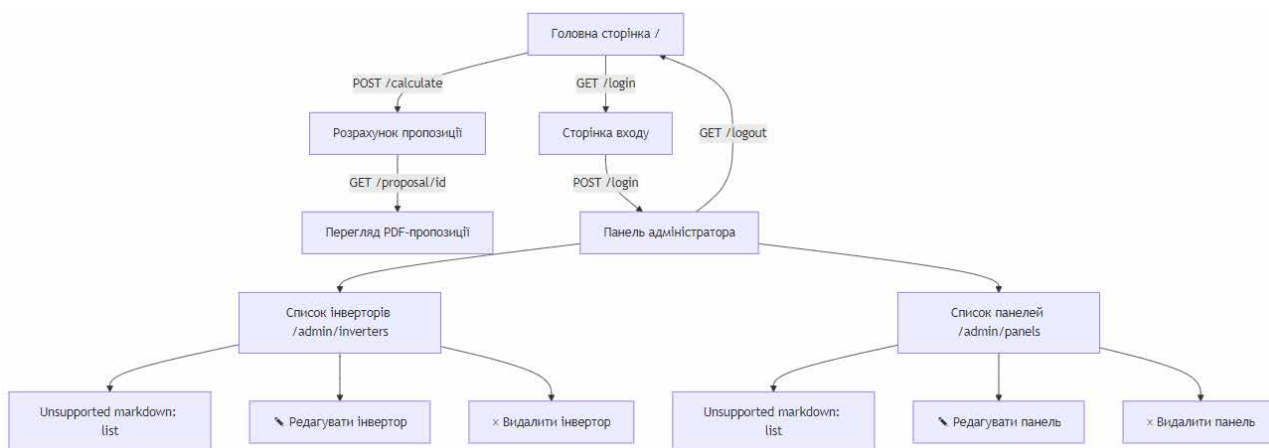 Головна сторінка /
POST /calculate
GET /login
Розрахунок пропозиції
Сторінка входу
GET /logout
GET /proposal/id
POST /login
Перегляд PDF-пропозиції
Панель адміністратора
Список інверторів
/admin/inverters
Список панелей
/admin/panels
Unsupported markdown:
list
✎ Редагувати інвертор
× Видалити інвертор
Unsupported markdown:
list
✎ Редагувати панель
× Видалити панель